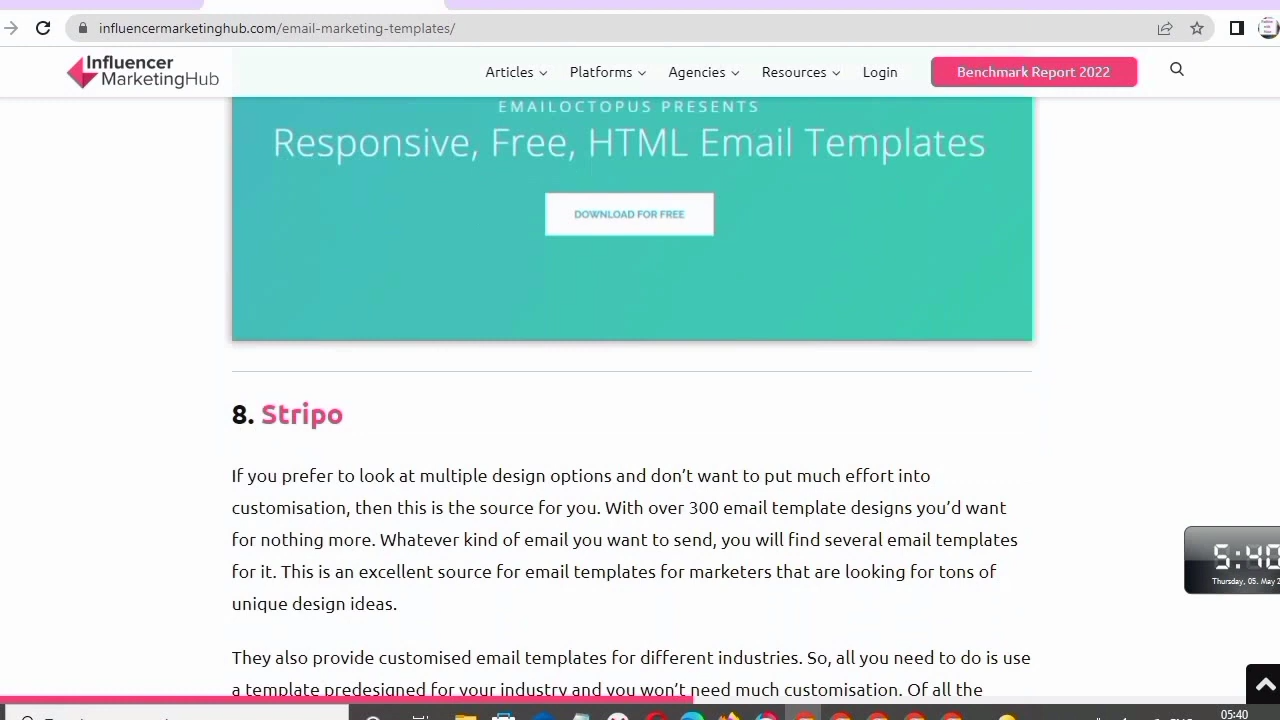 influencermarketinghub.com/email-marketing-templates/
Influencer
MarketingHub
Articles Platforms Agencies Resources Login Benchmark Report 2022
EMAILOCTOPUS PRESENTS
Responsive, Free, HTML Email Templates
DOWNLOAD FOR FREE
8. Stripo
If you prefer to look at multiple design options and don’t want to put much effort into
customisation, then this is the source for you. With over 300 email template designs you’d want
for nothing more. Whatever kind of email you want to send, you will find several email templates
for it. This is an excellent source for email templates for marketers that are looking for tons of
unique design ideas.
5:40
Thursday, 05. May 2
They also provide customised email templates for different industries. So, all you need to do is use
a template predesigned for your industry and you won’t need much customisation. Of all the
05:40